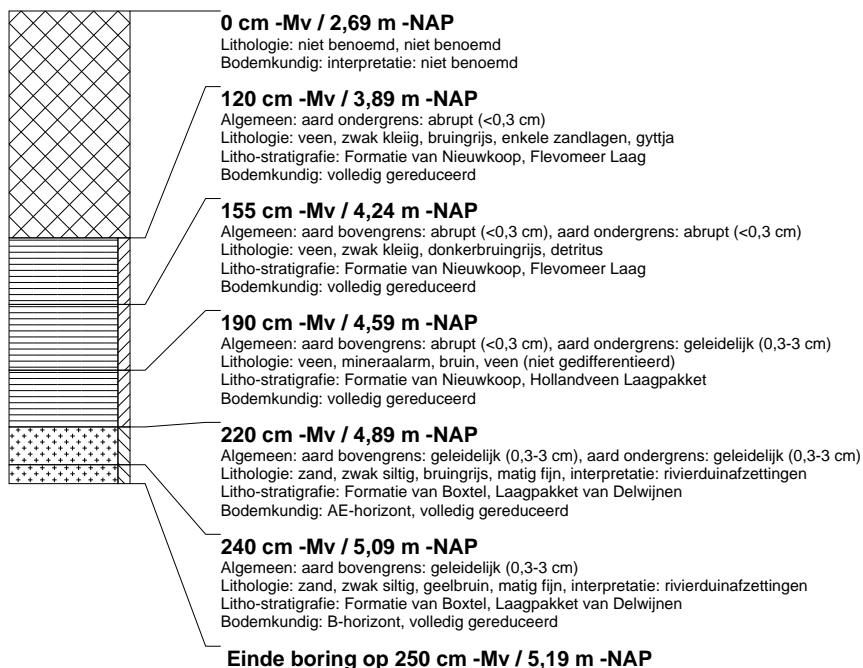 0 cm -Mv / 2,69 m -NAP
Lithologie: niet benoemd, niet benoemd
Bodemkundig: interpretatie: niet benoemd
120 cm -Mv / 3,89 m -NAP
Algemeen: aard ondergrens: abrupt (<0,3 cm)
Lithologie: veen, zwak kleiig, bruingrijs, enkele zandlagen, gyttja
Litho-stratigrafie: Formatie van Nieuwkoop, Flevomeer Laag
Bodemkundig: volledig gereduceerd
155 cm -Mv / 4,24 m -NAP
Algemeen: aard bovengrens: abrupt (<0,3 cm), aard ondergrens: abrupt (<0,3 cm)
Lithologie: veen, zwak kleiig, donkerbruingrijs, detritus
Litho-stratigrafie: Formatie van Nieuwkoop, Flevomeer Laag
Bodemkundig: volledig gereduceerd
190 cm -Mv / 4,59 m -NAP
Algemeen: aard bovengrens: abrupt (<0,3 cm), aard ondergrens: geleidelijk (0,3-3 cm)
Lithologie: veen, mineraalarm, bruin, veen (niet gedifferentieerd)
Litho-stratigrafie: Formatie van Nieuwkoop, Hollandveen Laagpakket
Bodemkundig: volledig gereduceerd
220 cm -Mv / 4,89 m -NAP
Algemeen: aard bovengrens: geleidelijk (0,3-3 cm), aard ondergrens: geleidelijk (0,3-3 cm)
Lithologie: zand, zwak siltig, bruingrijs, matig fijn, interpretatie: rivierduinafzettingen
Litho-stratigrafie: Formatie van Boxtel, Laagpakket van Delwijnen
Bodemkundig: AE-horizont, volledig gereduceerd
240 cm -Mv / 5,09 m -NAP
Algemeen: aard bovengrens: geleidelijk (0,3-3 cm)
Lithologie: zand, zwak siltig, geelbruin, matig fijn, interpretatie: rivierduinafzettingen
Litho-stratigrafie: Formatie van Boxtel, Laagpakket van Delwijnen
Bodemkundig: B-horizont, volledig gereduceerd
Einde boring op 250 cm -Mv / 5,19 m -NAP